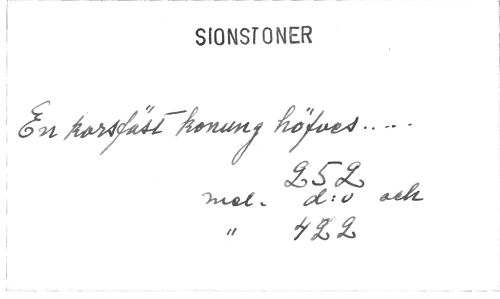 SIONSTONER
En korsfäst konung höfves.....
252
mel. d:o och
" 422